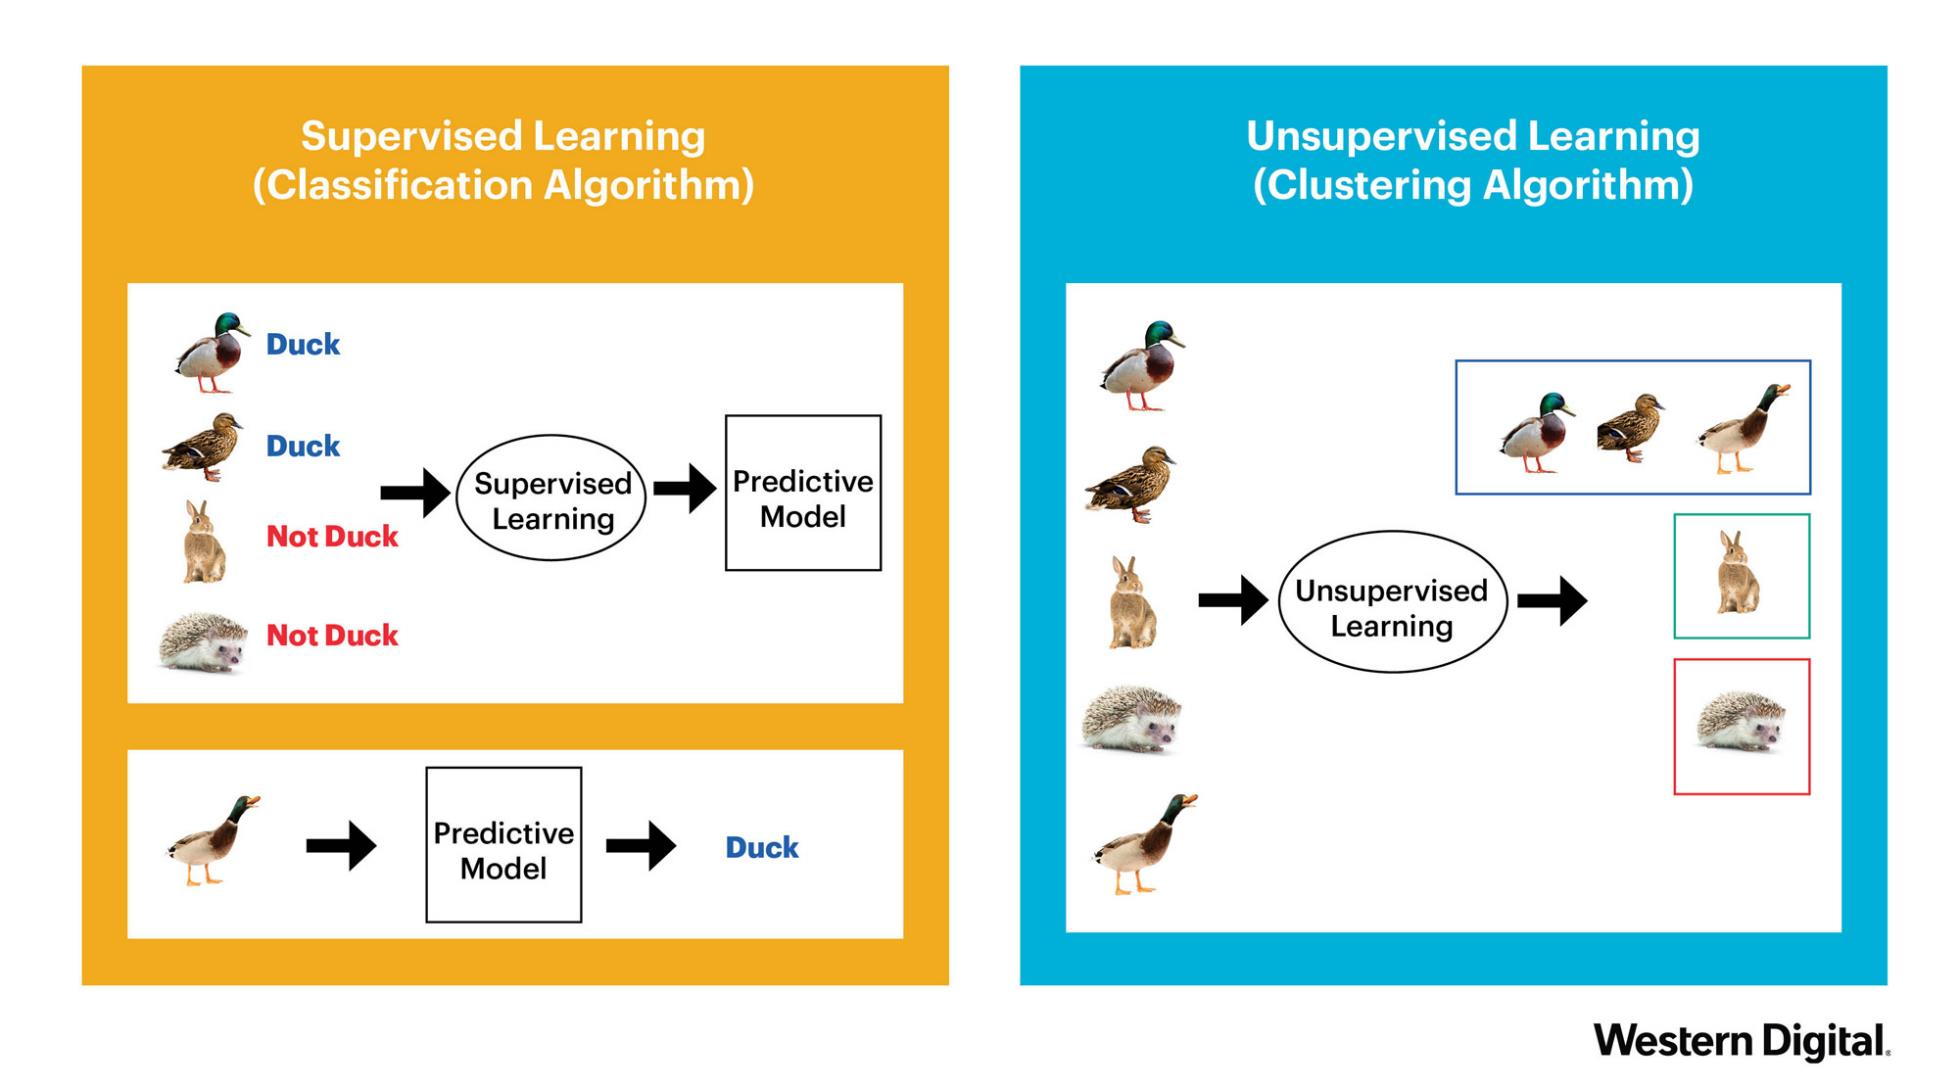 Supervised Learning
(Classification Algorithm)
Duck
Duck
Not Duck
Not Duck
Supervised
Learning
Predictive
Model
Predictive
Model
Duck
Unsupervised Learning
(Clustering Algorithm)
Unsupervised
Learning
Western Digital®